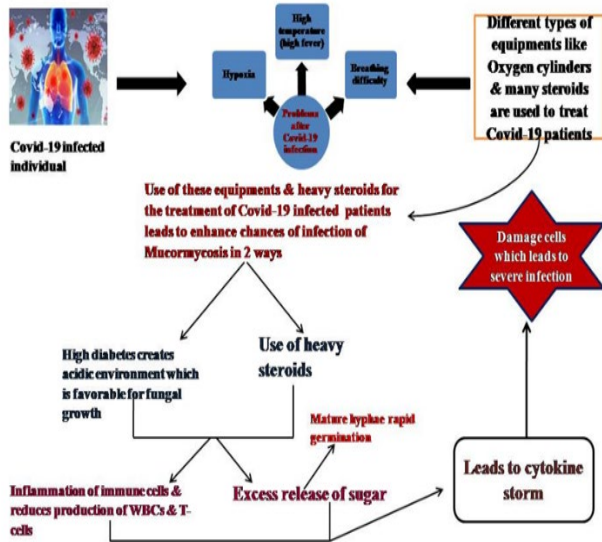 High
temperature
(high fever)
Hypoxia
Breathing
difficulty
Problems
after
Covid-19
infection
Different types of
equipments like
Oxygen cylinders
& many steroids
are used to treat
Covid-19 patients
Covid-19 infected
individual
Use of these equipments & heavy steroids for
the treatment of Covid-19 infected patients
leads to enhance chances of infection of
Mucormycosis in 2 ways
Damage cells
which leads to
severe infection
High diabetes creates
acidic environment which
is favorable for fungal
growth
Use of heavy
steroids
Mature hyphae rapid
germination
Inflammation of immune cells &
reduces production of WBCs & T-
cells
Excess release of sugar
Leads to cytokine
storm